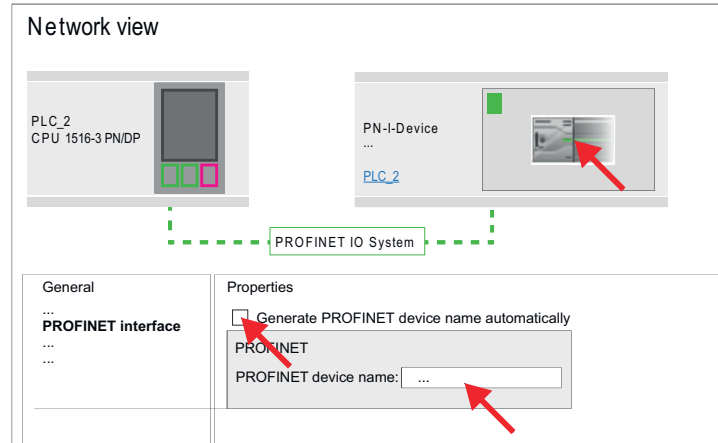 Network view
PLC_2
CPU 1516-3 PN/DP
PN-I-Device
...
PLC_2
PROFINET IO System
General
...
PROFINET interface
...
...
Properties
Generate PROFINET device name automatically
PROFINET
PROFINET device name: ...